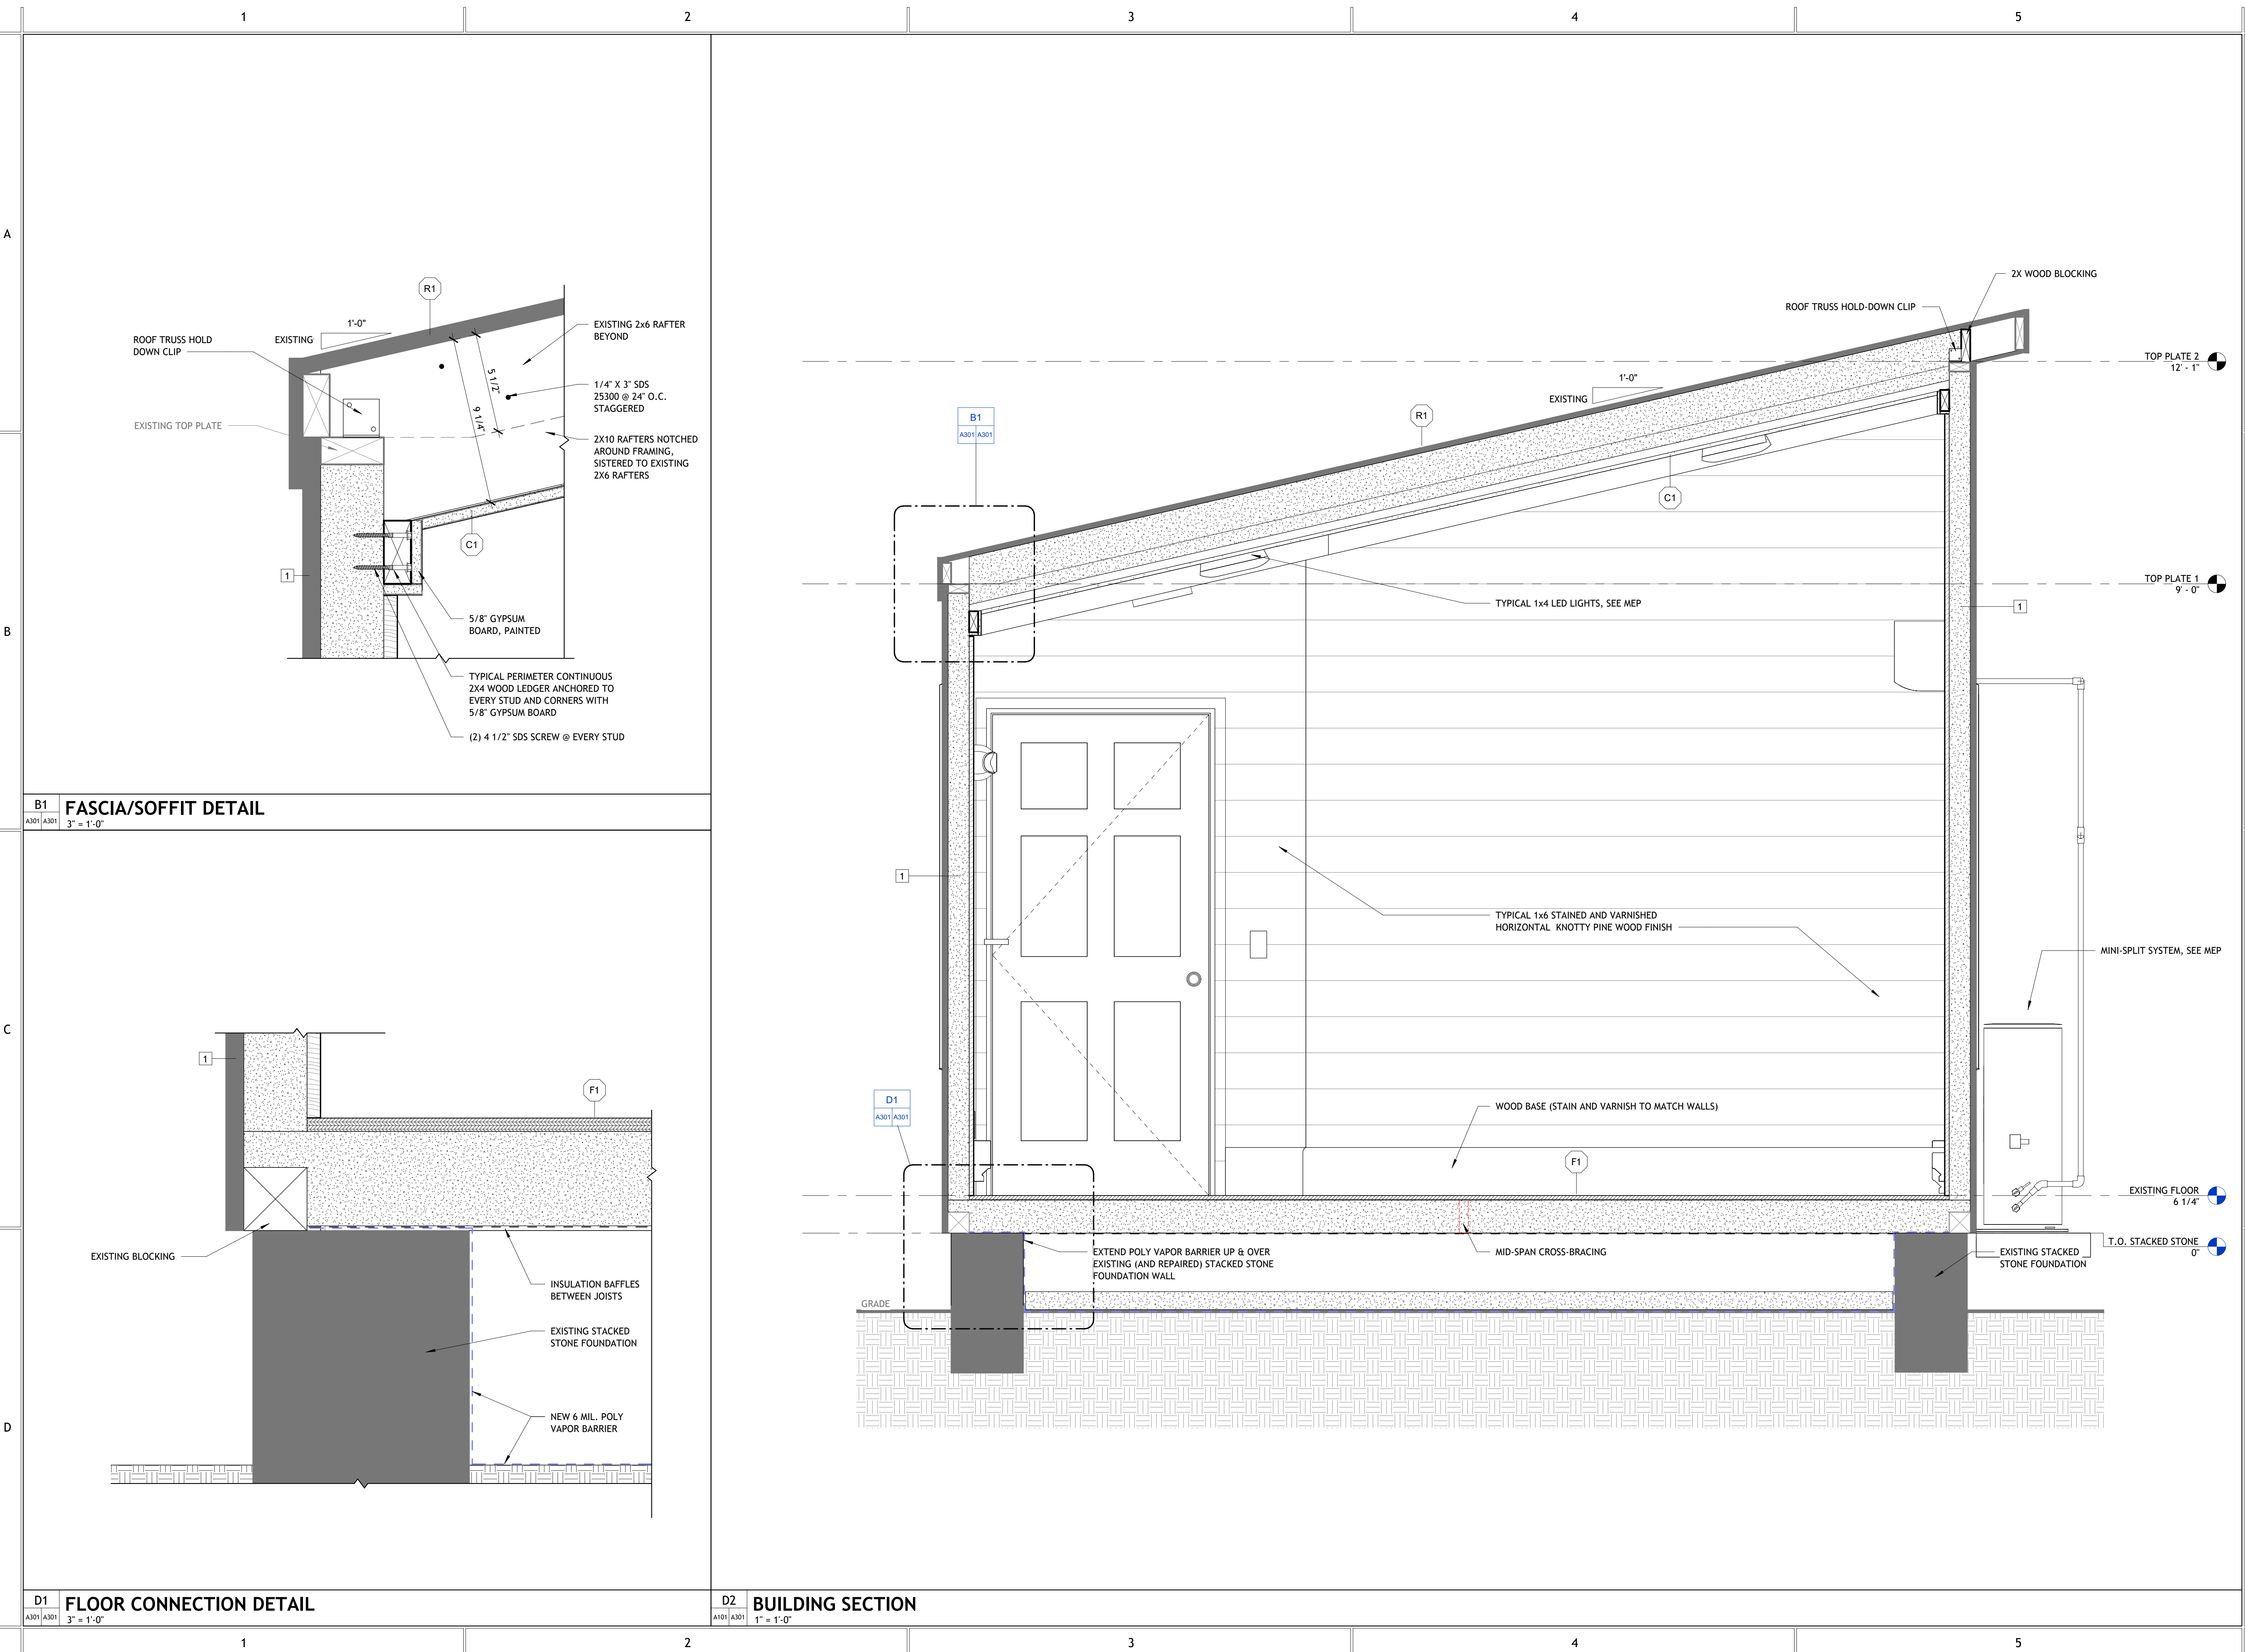 1
2
3
4
5
A
B
C
D
R1
1'-0"
EXISTING
ROOF TRUSS HOLD
DOWN CLIP
EXISTING TOP PLATE
5 1/2"
9 1/4"
EXISTING 2x6 RAFTER
BEYOND
1/4" X 3" SDS
25300 @ 24" O.C.
STAGGERED
2X10 RAFTERS NOTCHED
AROUND FRAMING,
SISTERED TO EXISTING
2X6 RAFTERS
C1
1
5/8" GYPSUM
BOARD, PAINTED
TYPICAL PERIMETER CONTINUOUS
2X4 WOOD LEDGER ANCHORED TO
EVERY STUD AND CORNERS WITH
5/8" GYPSUM BOARD
(2) 4 1/2" SDS SCREW @ EVERY STUD
B1
A301 A301
FASCIA/SOFFIT DETAIL
3" = 1'-0"
1
F1
EXISTING BLOCKING
INSULATION BAFFLES
BETWEEN JOISTS
EXISTING STACKED
STONE FOUNDATION
NEW 6 MIL. POLY
VAPOR BARRIER
D1
A301 A301
FLOOR CONNECTION DETAIL
3" = 1'-0"
2X WOOD BLOCKING
ROOF TRUSS HOLD-DOWN CLIP
TOP PLATE 2
12' - 1"
1'-0"
EXISTING
R1
B1
A301 A301
C1
TOP PLATE 1
9' - 0"
TYPICAL 1x4 LED LIGHTS, SEE MEP
1
1
TYPICAL 1x6 STAINED AND VARNISHED
HORIZONTAL KNOTTY PINE WOOD FINISH
MINI-SPLIT SYSTEM, SEE MEP
D1
A301 A301
WOOD BASE (STAIN AND VARNISH TO MATCH WALLS)
F1
EXISTING FLOOR
6 1/4"
T.O. STACKED STONE
0"
EXTEND POLY VAPOR BARRIER UP & OVER
EXISTING (AND REPAIRED) STACKED STONE
FOUNDATION WALL
MID-SPAN CROSS-BRACING
EXISTING STACKED
STONE FOUNDATION
GRADE
D2
A101 A301
BUILDING SECTION
1" = 1'-0"
1
2
3
4
5